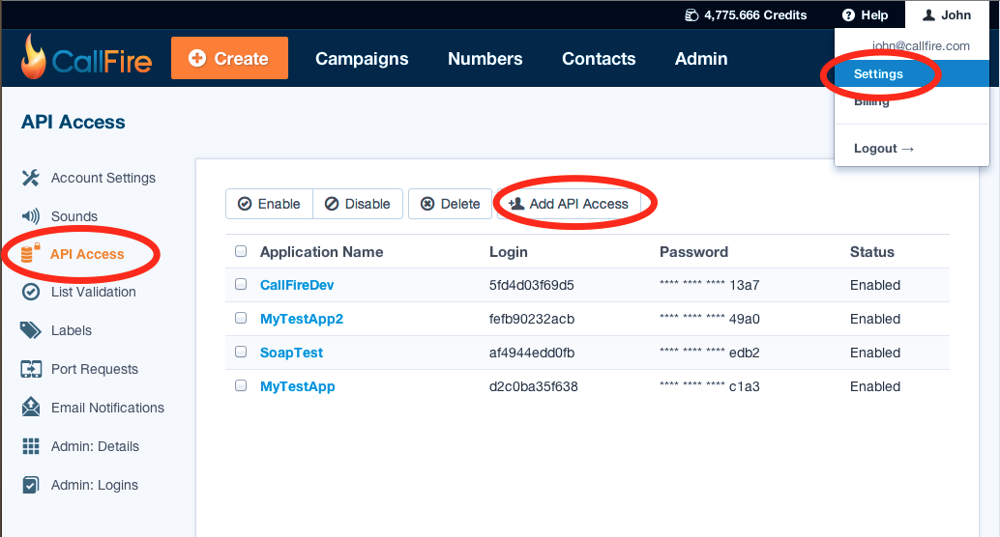 4,775.666 Credits Help John
john@callfire.com
CallFire Create Campaigns Numbers Contacts Admin
Settings
Billing
Logout →
API Access
Account Settings
Sounds
API Access
List Validation
Labels
Port Requests
Email Notifications
Admin: Details
Admin: Logins
Enable Disable Delete Add API Access
Application Name Login Password Status
CallFireDev 5fd4d03f69d5 **** **** **** 13a7 Enabled
MyTestApp2 fefb90232acb **** **** **** 49a0 Enabled
SoapTest af4944edd0fb **** **** **** edb2 Enabled
MyTestApp d2c0ba35f638 **** **** **** c1a3 Enabled